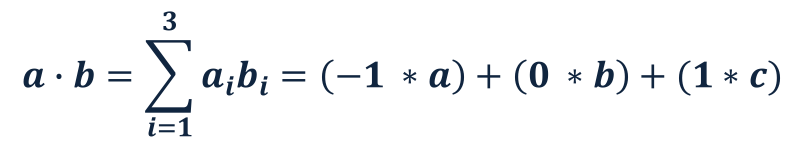 a · b = ∑_{i=1}^{3} a_i b_i = (−1 * a) + (0 * b) + (1 * c)